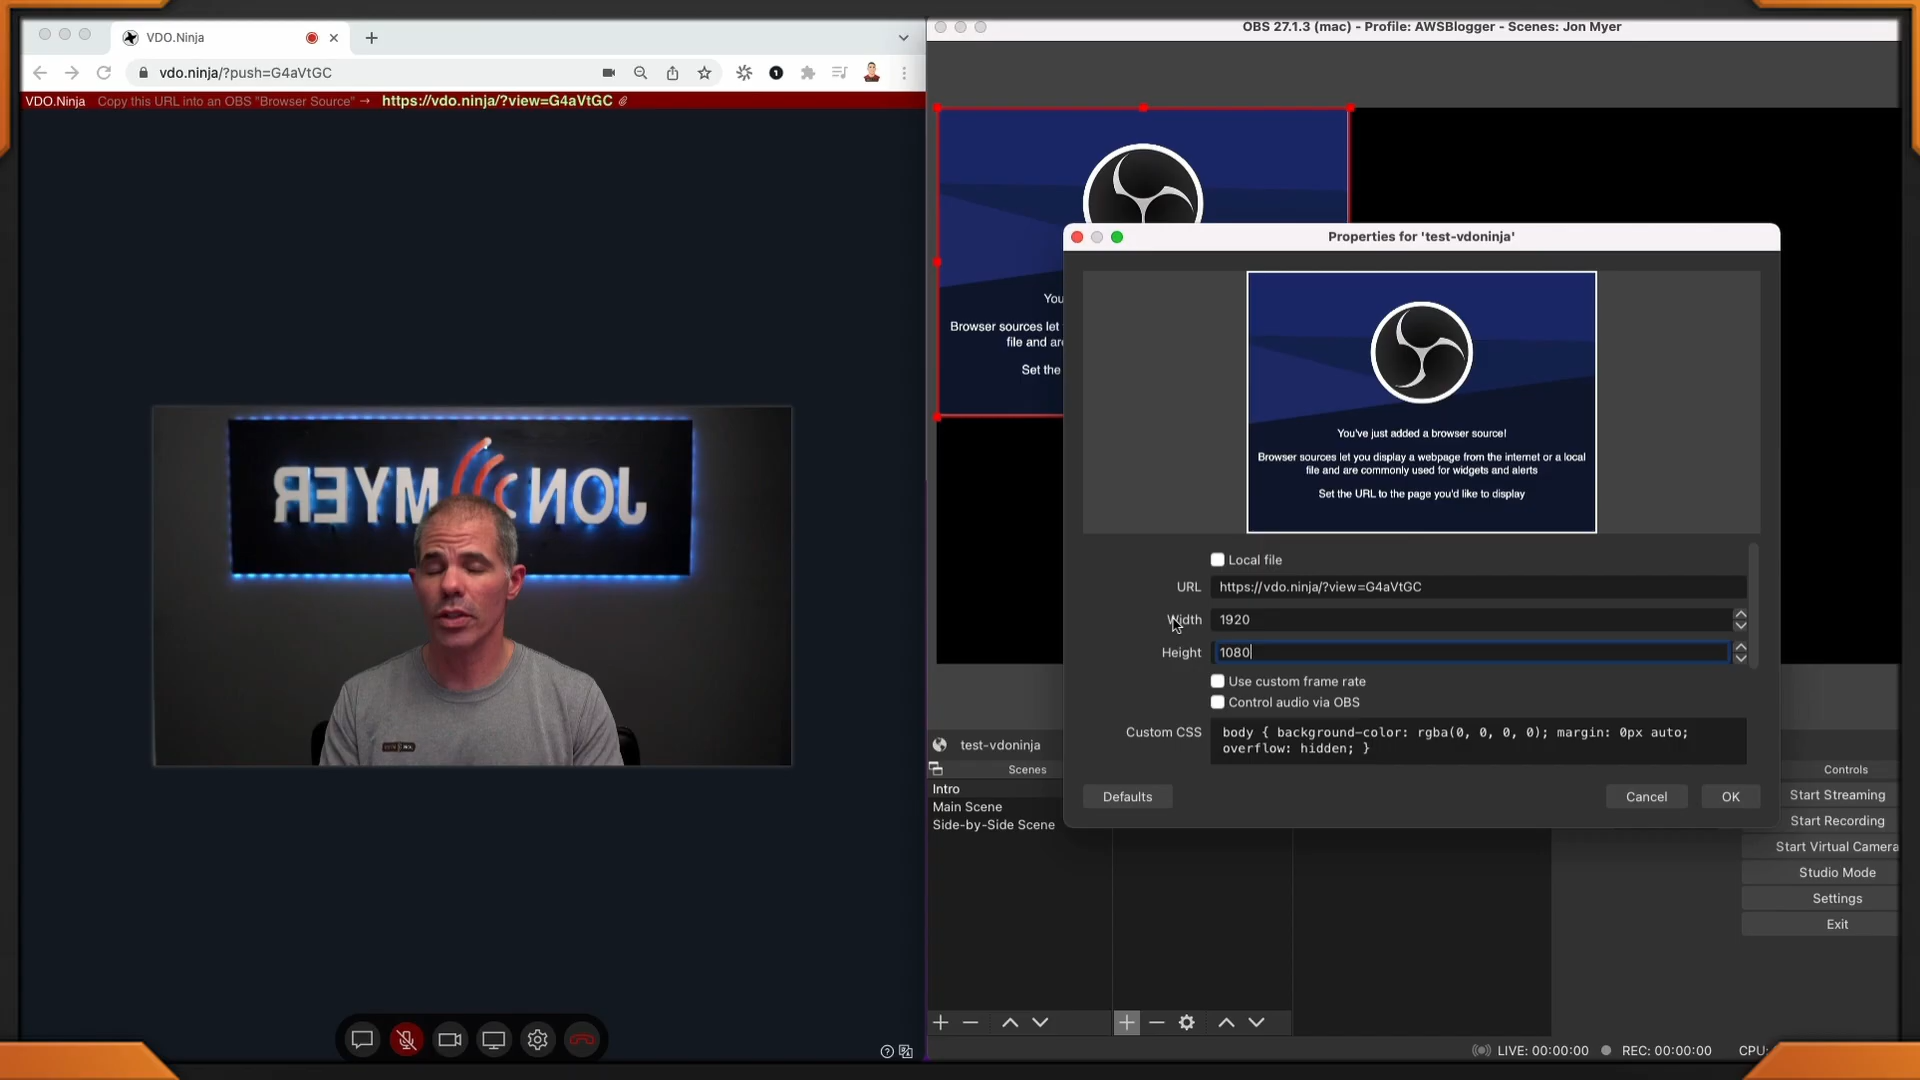 VDO.Ninja
vdo.ninja/?push=G4aVtGC
VDO.Ninja Copy this URL into an OBS "Browser Source" → https://vdo.ninja/?view=G4aVtGC
JON MYER
OBS 27.1.3 (mac) - Profile: AWSBlogger - Scenes: Jon Myer
You
Browser sources let
file and are
Set the
Properties for 'test-vdoninja'
You've just added a browser source!
Browser sources let you display a webpage from the internet or a local
file and are commonly used for widgets and alerts
Set the URL to the page you'd like to display
Local file
URL https://vdo.ninja/?view=G4aVtGC
Width 1920
Height 1080
Use custom frame rate
Control audio via OBS
Custom CSS body { background-color: rgba(0, 0, 0, 0); margin: 0px auto;
overflow: hidden; }
Defaults
Cancel
OK
test-vdoninja
Scenes
Intro
Main Scene
Side-by-Side Scene
Controls
Start Streaming
Start Recording
Start Virtual Camera
Studio Mode
Settings
Exit
LIVE: 00:00:00
REC: 00:00:00
CPU: